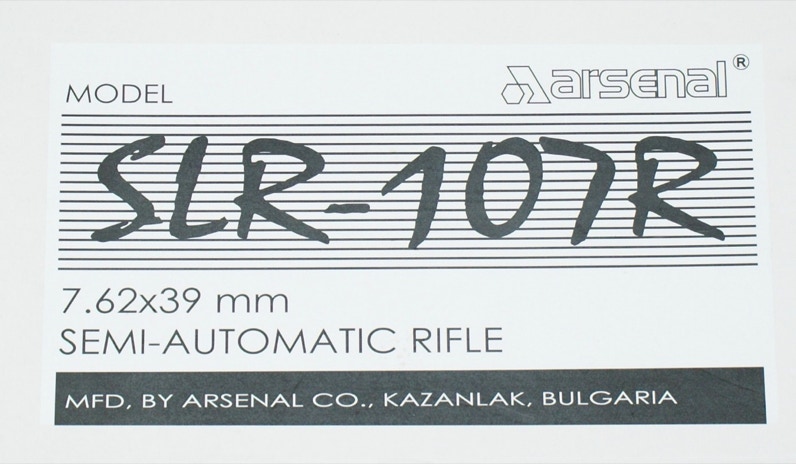 MODEL
arsenal®
SLR-107R
7.62x39 mm
SEMI-AUTOMATIC RIFLE
MFD, BY ARSENAL CO., KAZANLAK, BULGARIA